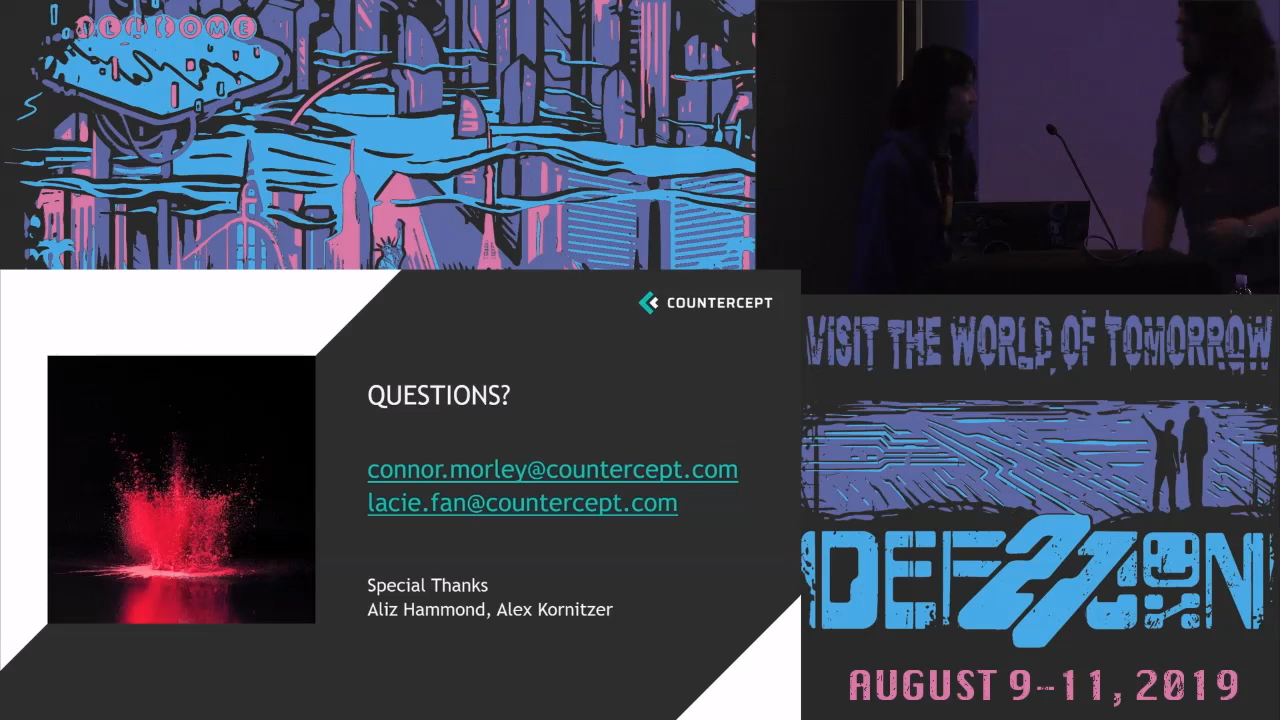 WELCOME
COUNTERCEPT
QUESTIONS?
connor.morley@countercept.com
lacie.fan@countercept.com
Special Thanks
Aliz Hammond, Alex Kornitzer
VISIT THE WORLD OF TOMORROW
DEF 27 CON
AUGUST 9-11, 2019